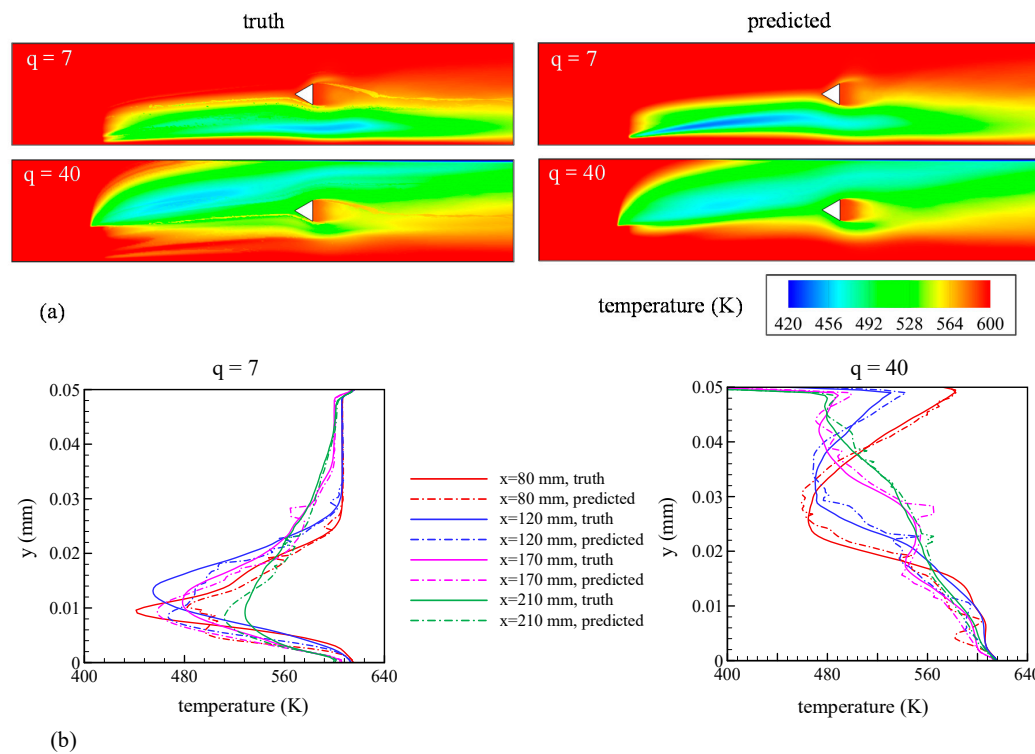 truth
predicted
q = 7
q = 7
q = 40
q = 40
(a)
temperature (K)
420 456 492 528 564 600
q = 7
q = 40
0.05
0.04
0.03
0.02
0.01
0
y (mm)
400 480 560 640
temperature (K)
x=80 mm, truth
x=80 mm, predicted
x=120 mm, truth
x=120 mm, predicted
x=170 mm, truth
x=170 mm, predicted
x=210 mm, truth
x=210 mm, predicted
0.05
0.04
0.03
0.02
0.01
0
y (mm)
400 480 560 640
temperature (K)
(b)